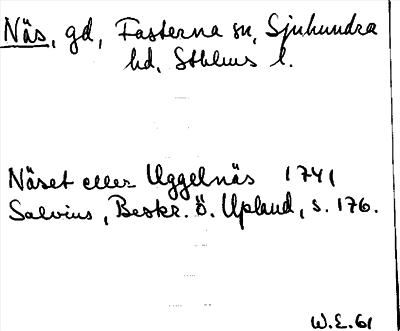 Näs, gd, Fasterna sn, Sjuhundra
hd, Sthlms l.
Näset eller Uggelnäs 1741
Salvius, Beskr. ö. Upland, s. 176.
W.E. 61